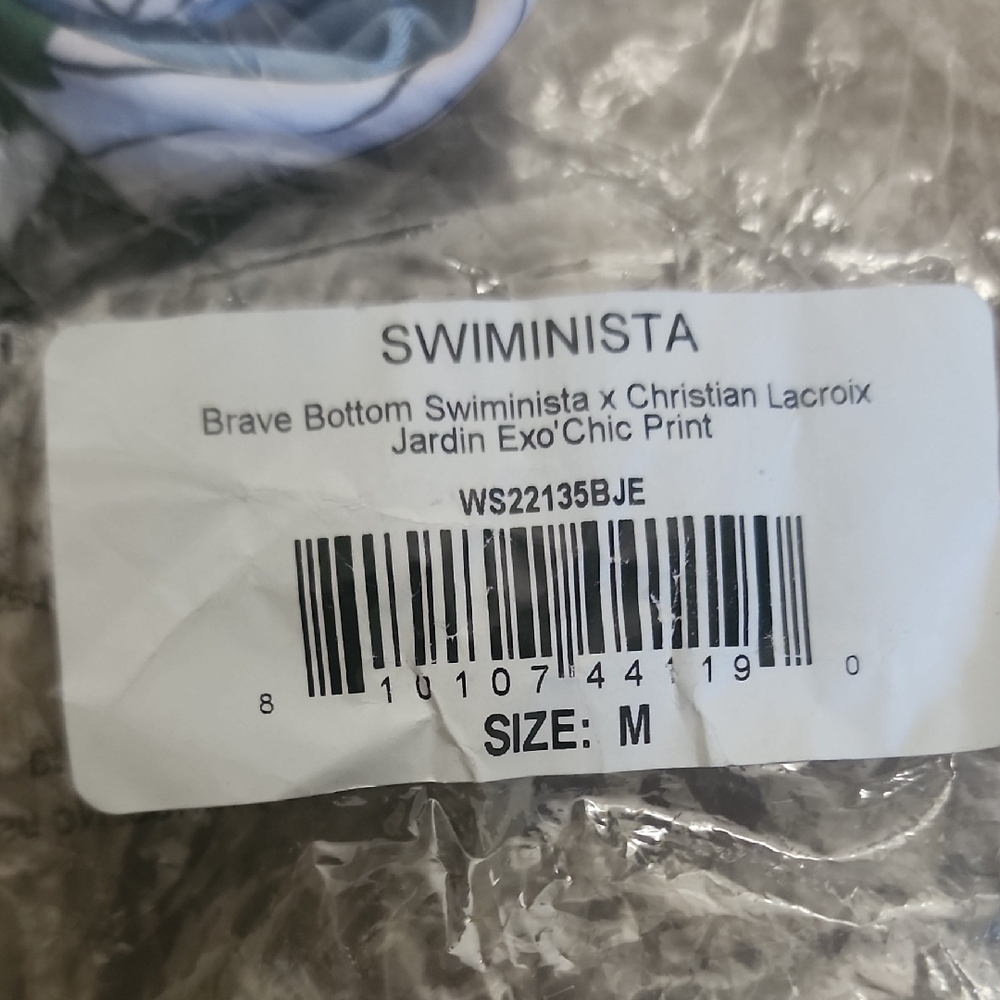 SWIMINISTA
Brave Bottom Swiminista x Christian Lacroix
Jardin Exo'Chic Print
WS22135BJE
8 10107 44119 0
SIZE: M